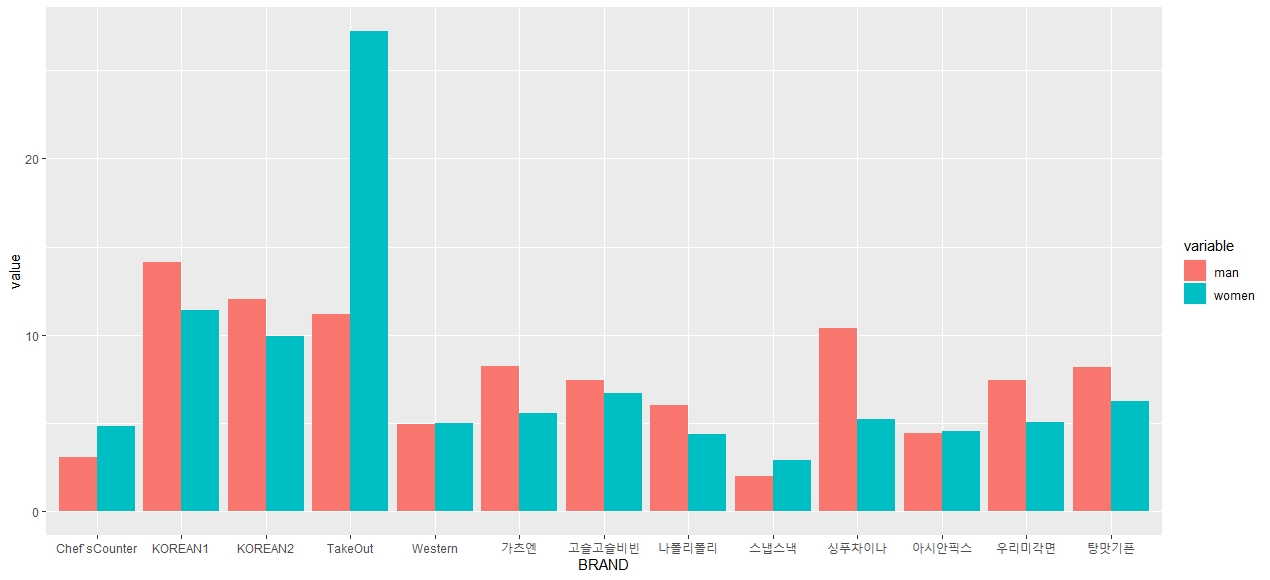 value
20
10
0
Chef'sCounter KOREAN1 KOREAN2 TakeOut Western 가츠엔 고슬고슬비빈 나폴리폴리 스냅스낵 싱푸차이나 아시안픽스 우리미각면 탕맛기픈
BRAND
variable
man
women